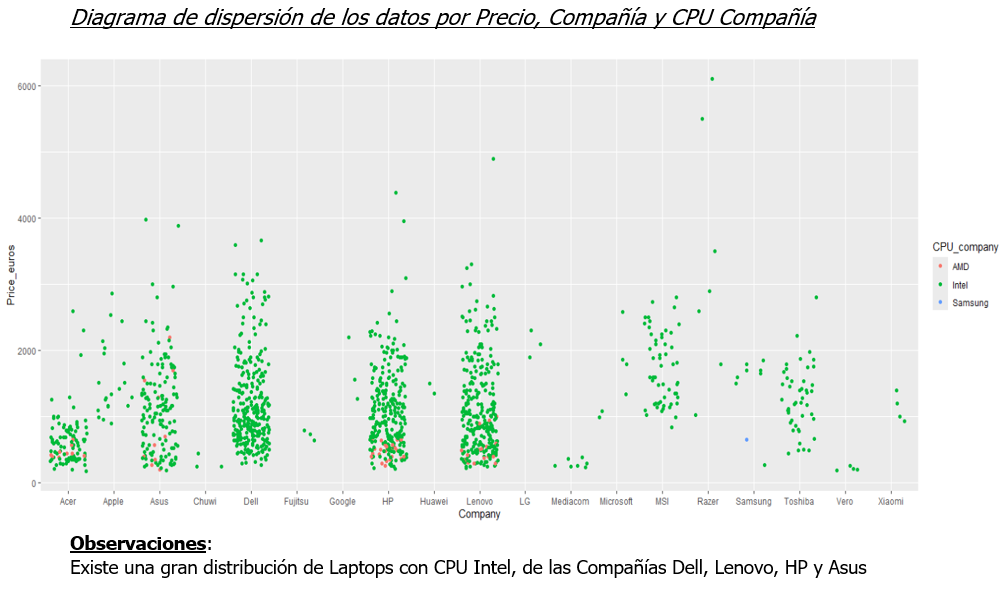 Diagrama de dispersión de los datos por Precio, Compañía y CPU Compañía
6000
4000
2000
0
Price_euros
Acer Apple Asus Chuwi Dell Fujitsu Google HP Huawei Lenovo LG Mediacom Microsoft MSI Razer Samsung Toshiba Vero Xiaomi
Company
CPU_company
AMD
Intel
Samsung
Observaciones:
Existe una gran distribución de Laptops con CPU Intel, de las Compañías Dell, Lenovo, HP y Asus